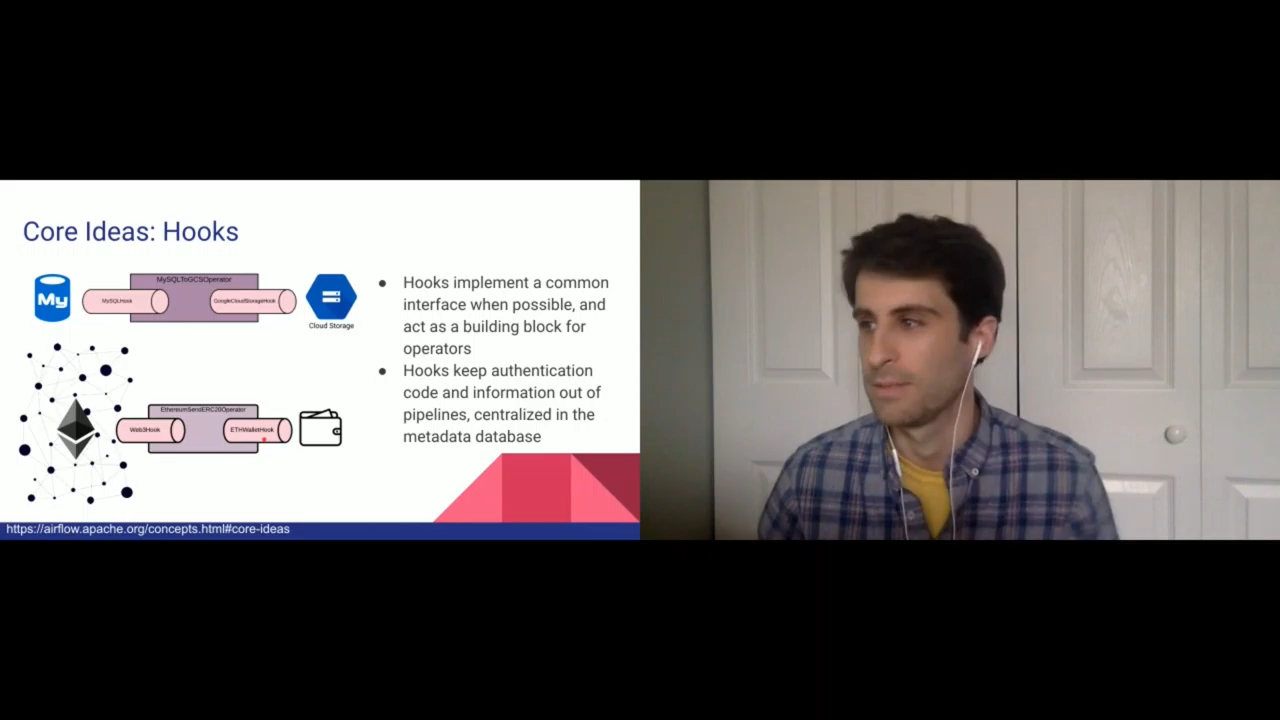 Core Ideas: Hooks
MySQLToGCSOperator
My
MySQLHook
GoogleCloudStorageHook
Cloud Storage
EthereumSendERC20Operator
Web3Hook
ETHWalletHook
● Hooks implement a common
interface when possible, and
act as a building block for
operators
● Hooks keep authentication
code and information out of
pipelines, centralized in the
metadata database
https://airflow.apache.org/concepts.html#core-ideas